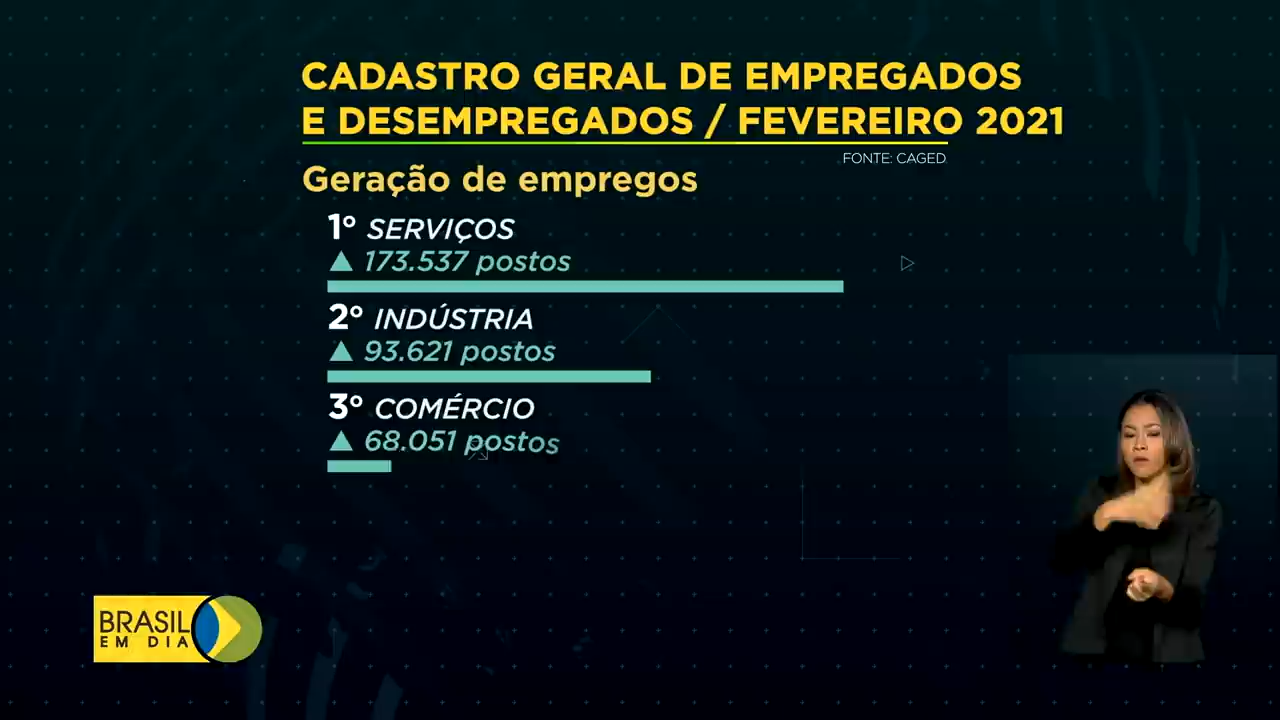 CADASTRO GERAL DE EMPREGADOS
E DESEMPREGADOS / FEVEREIRO 2021
FONTE: CAGED
Geração de empregos
1º SERVIÇOS
▲ 173.537 postos
2º INDÚSTRIA
▲ 93.621 postos
3º COMÉRCIO
▲ 68.051 postos
BRASIL
EM DIA